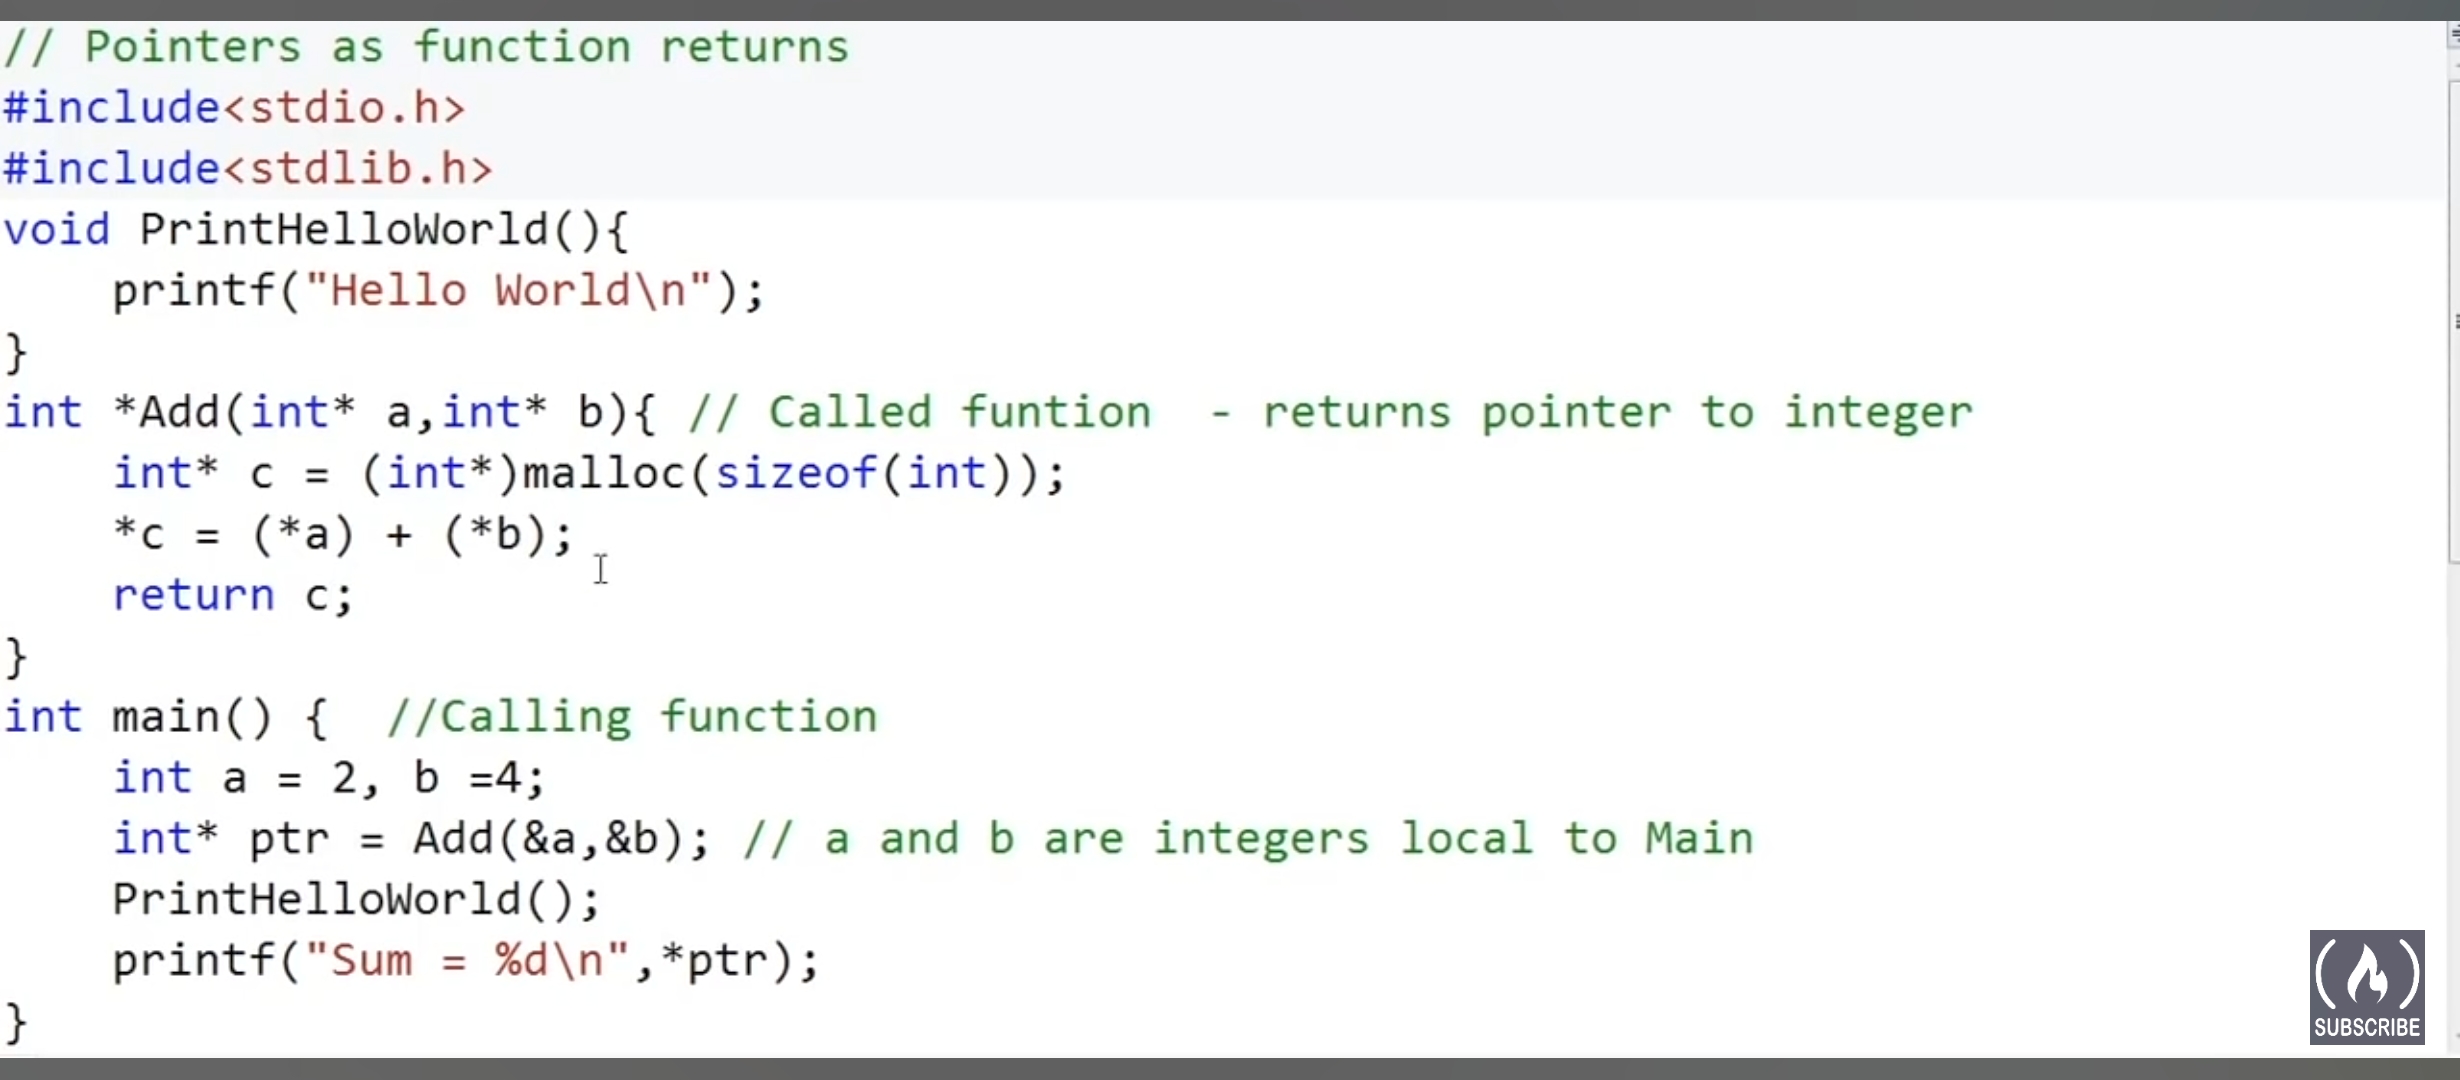 // Pointers as function returns
#include<stdio.h>
#include<stdlib.h>
void PrintHelloWorld(){
    printf("Hello World\n");
}
int *Add(int* a,int* b){ // Called funtion  - returns pointer to integer
    int* c = (int*)malloc(sizeof(int));
    *c = (*a) + (*b);
    return c;
}
int main() {  //Calling function
    int a = 2, b =4;
    int* ptr = Add(&a,&b); // a and b are integers local to Main
    PrintHelloWorld();
    printf("Sum = %d\n",*ptr);
}
SUBSCRIBE